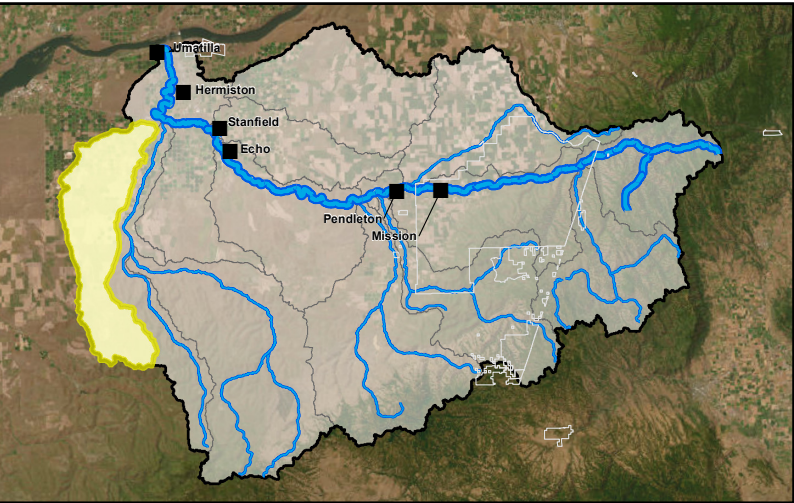 Umatilla
Hermiston
Stanfield
Echo
Pendleton
Mission